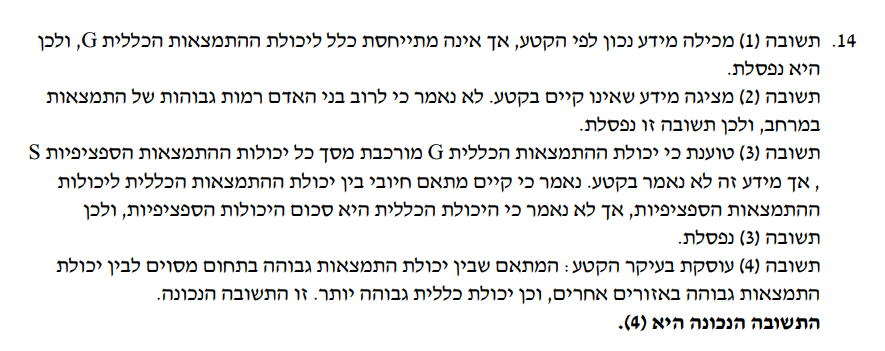 14. תשובה (1) מכילה מידע נכון לפי הקטע, אך אינה מתייחסת כלל ליכולת ההתמצאות הכללית G, ולכן
היא נפסלת.
תשובה (2) מציגה מידע שאינו קיים בקטע. לא נאמר כי לרוב בני האדם רמות גבוהות של התמצאות
במרחב, ולכן תשובה זו נפסלת.
תשובה (3) טוענת כי יכולת ההתמצאות הכללית G מורכבת מסך כל יכולות ההתמצאות הספציפיות S
, אך מידע זה לא נאמר בקטע. נאמר כי קיים מתאם חיובי בין יכולת ההתמצאות הכללית ליכולות
ההתמצאות הספציפיות, אך לא נאמר כי היכולת הכללית היא סכום היכולות הספציפיות, ולכן
תשובה (3) נפסלת.
תשובה (4) עוסקת בעיקר הקטע: המתאם שבין יכולת התמצאות גבוהה בתחום מסוים לבין יכולת
התמצאות גבוהה באזורים אחרים, וכן יכולת כללית גבוהה יותר. זו התשובה הנכונה.
התשובה הנכונה היא (4).